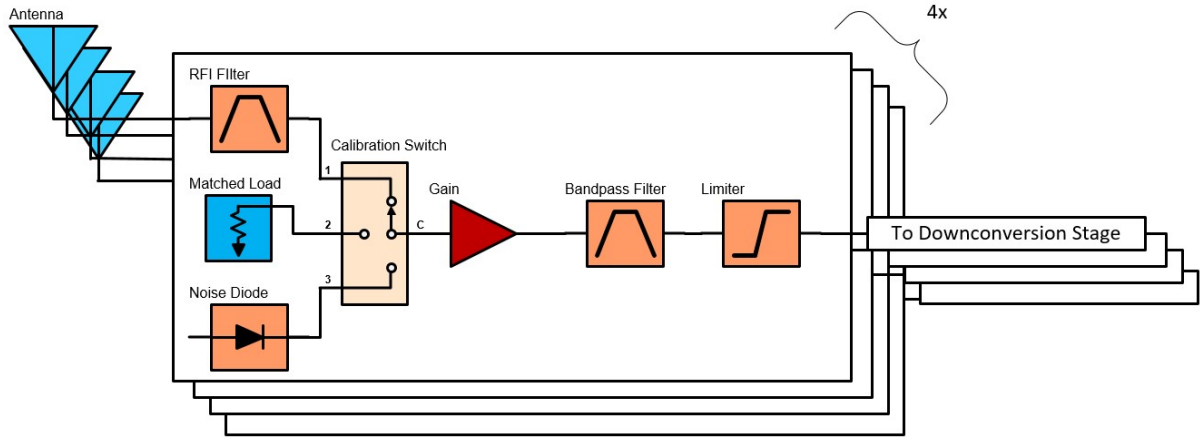 Antenna
4x
RFI FIlter
Calibration Switch
1
Matched Load
Gain
Bandpass Filter
Limiter
2
C
To Downconversion Stage
3
Noise Diode